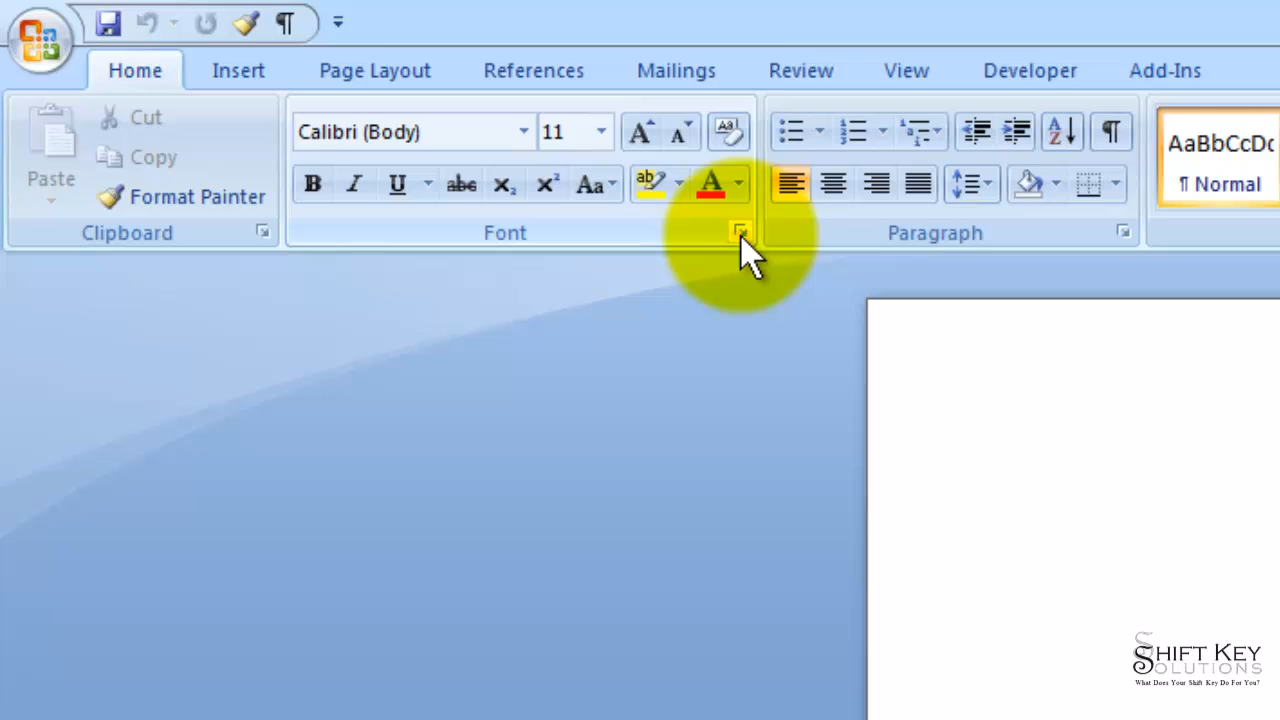 Home Insert Page Layout References Mailings Review View Developer Add-Ins
Paste
Cut
Copy
Format Painter
Clipboard
Calibri (Body) 11
Font
Paragraph
AaBbCcDc
¶ Normal
SHIFT KEY
SOLUTIONS
What Does Your Shift Key Do For You?